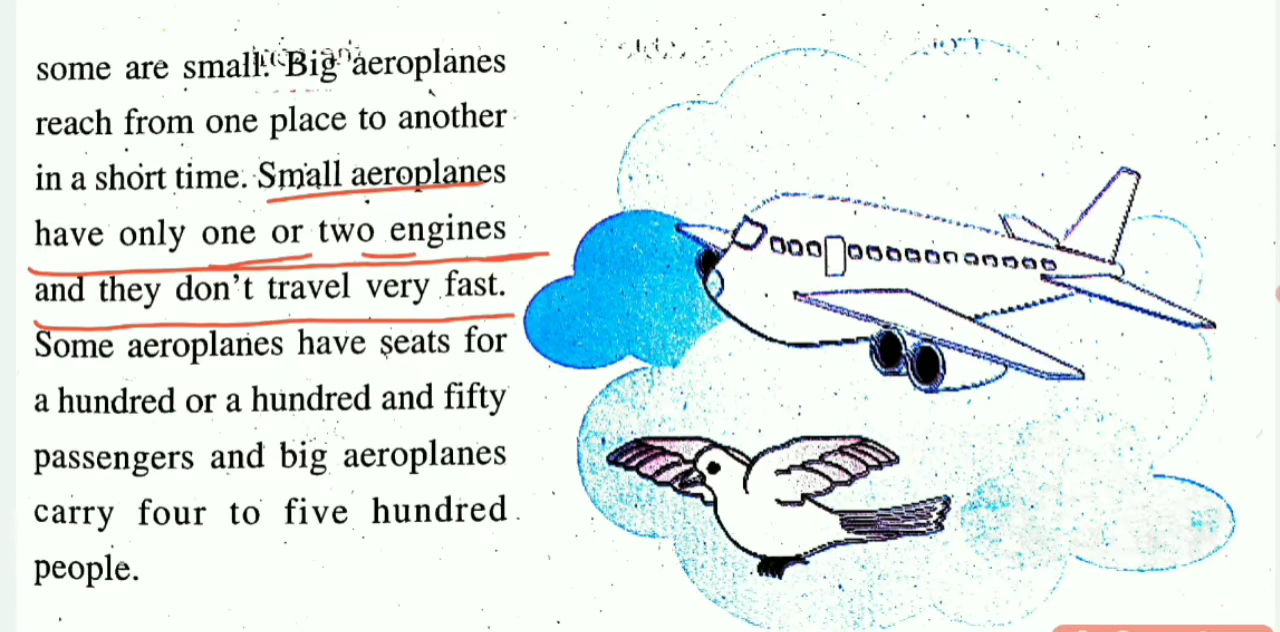 some are small. Big aeroplanes
reach from one place to another
in a short time. Small aeroplanes
have only one or two engines
and they don't travel very fast.
Some aeroplanes have seats for
a hundred or a hundred and fifty
passengers and big aeroplanes
carry four to five hundred
people.